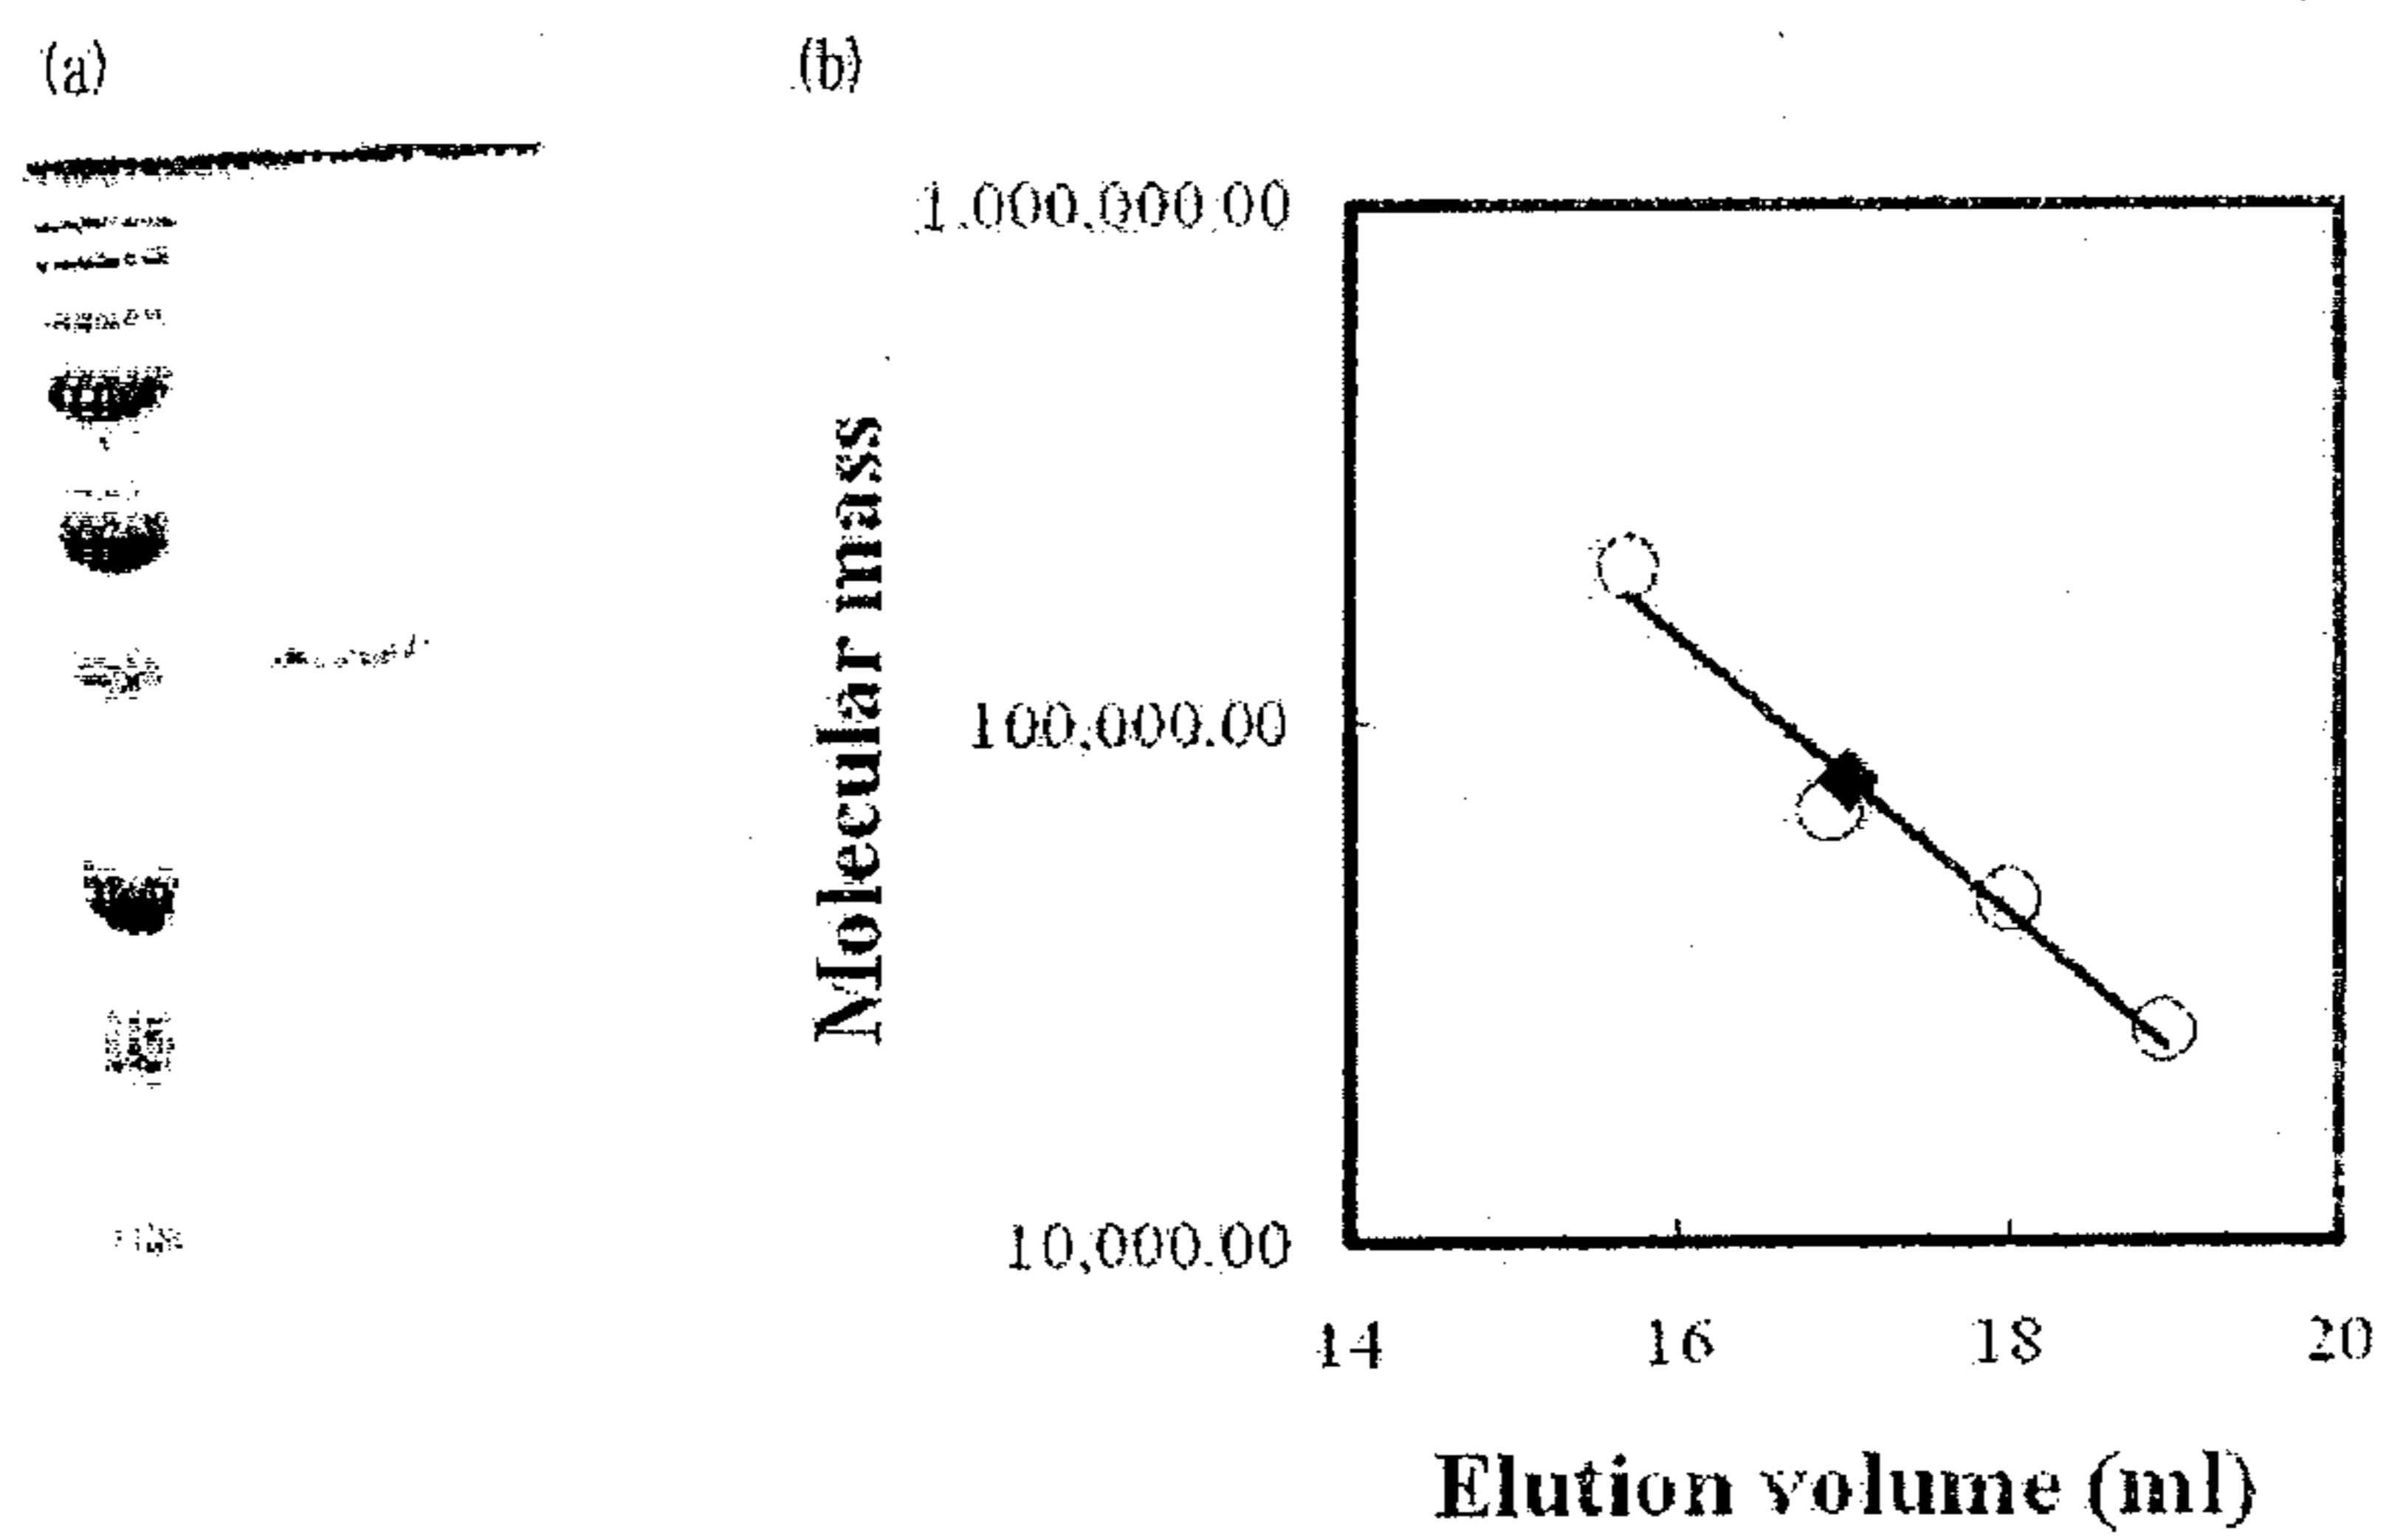 (a)
(b)
1,000,000.00
100,000.00
10,000.00
Molecular mass
14 16 18 20
Elution volume (ml)